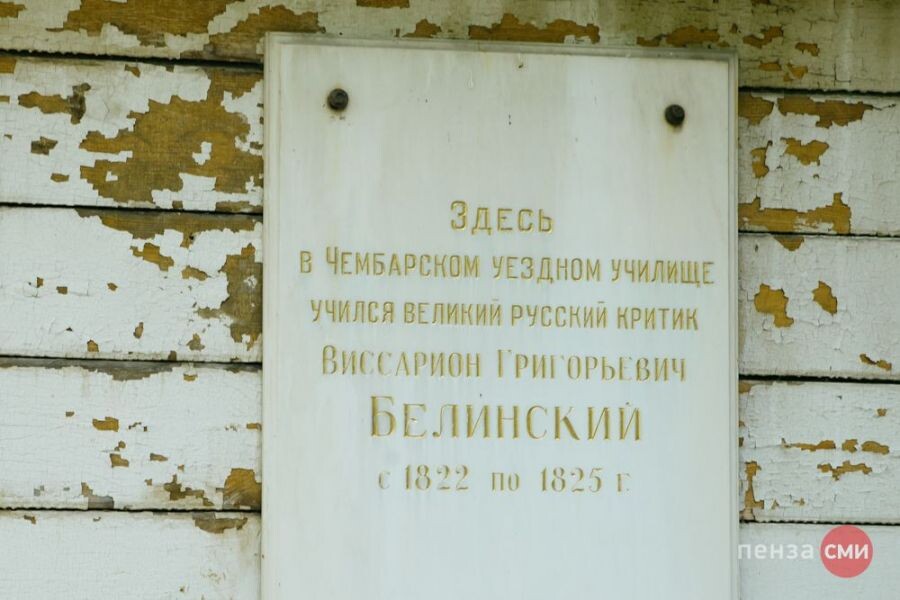 Здесь
в Чембарском уездном училище
учился великий русский критик
Виссарион Григорьевич
Белинский
с 1822 по 1825 г.
пенза сми